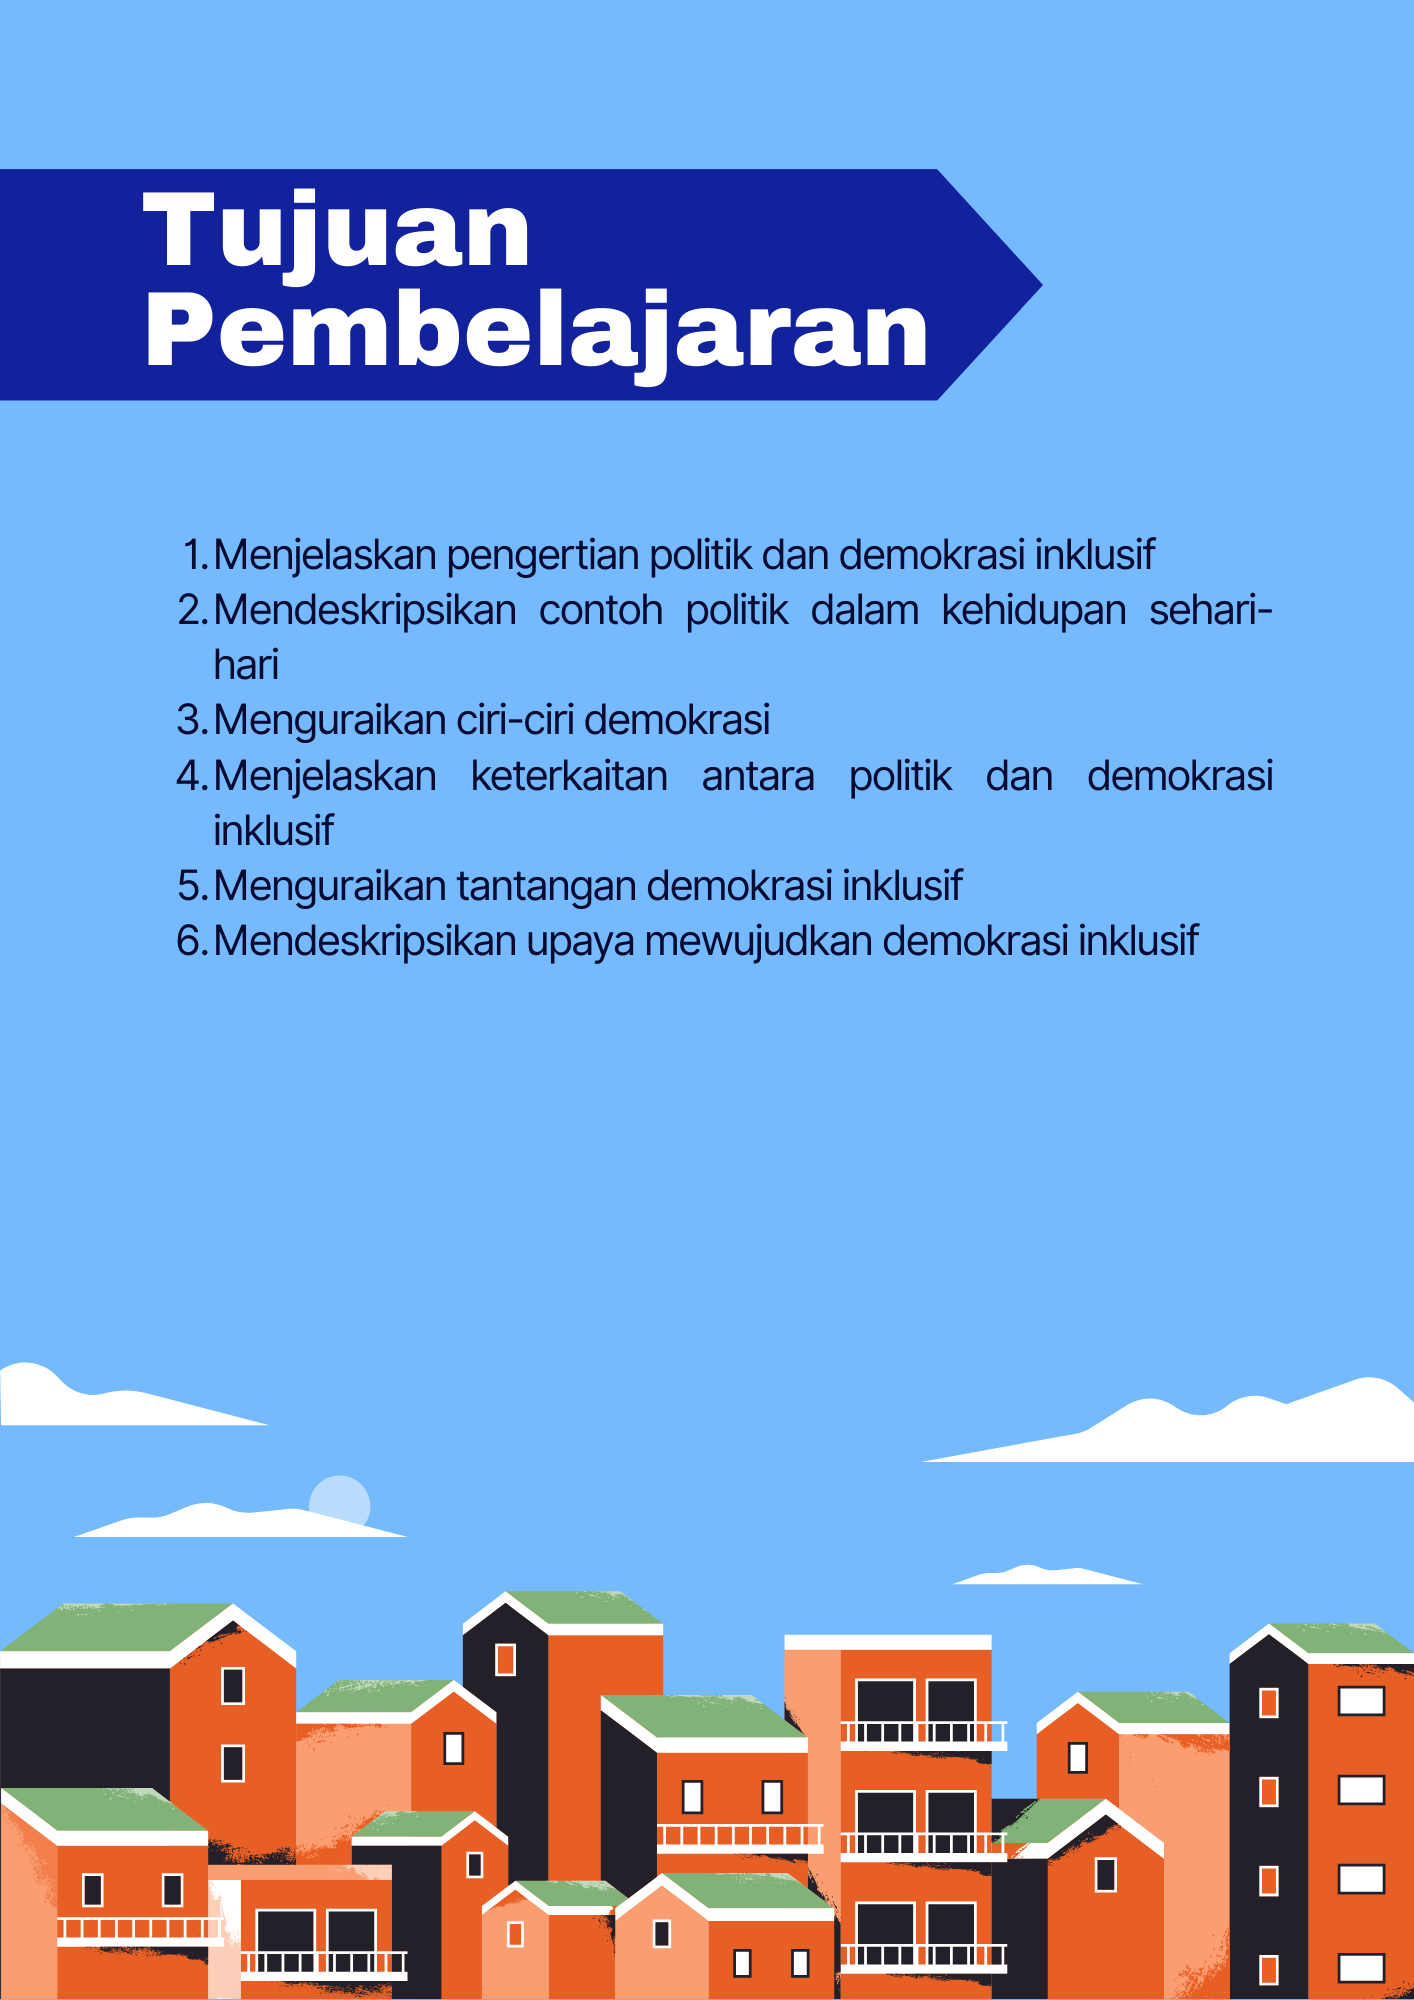 Tujuan
Pembelajaran
1. Menjelaskan pengertian politik dan demokrasi inklusif
2. Mendeskripsikan contoh politik dalam kehidupan sehari-
hari
3. Menguraikan ciri-ciri demokrasi
4. Menjelaskan keterkaitan antara politik dan demokrasi
inklusif
5. Menguraikan tantangan demokrasi inklusif
6. Mendeskripsikan upaya mewujudkan demokrasi inklusif